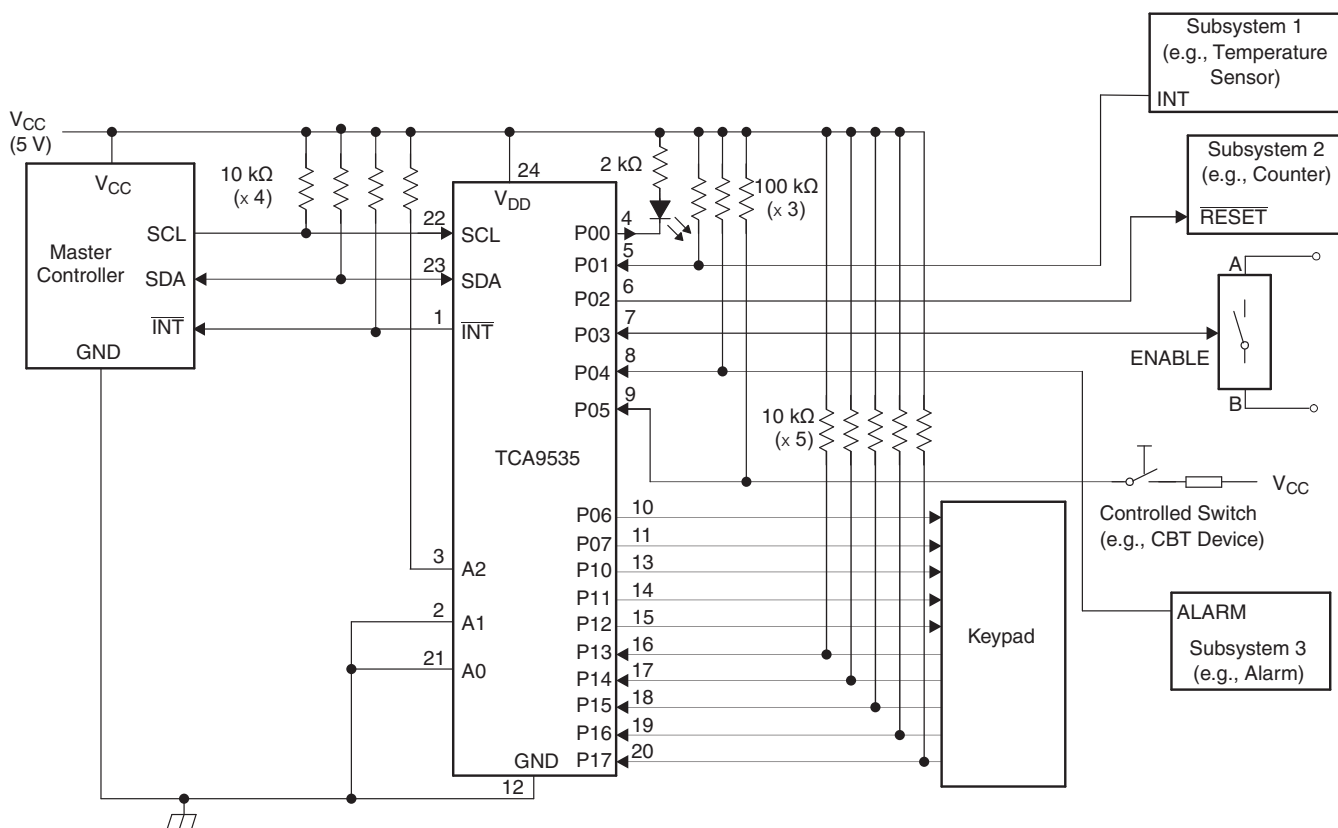 Subsystem 1
(e.g., Temperature
Sensor)
INT
VCC
(5 V)
VCC
Master
Controller
SCL
SDA
INT
GND
10 kΩ
(x 4)
24
VDD
22
SCL
23
SDA
1
INT
3
A2
2
A1
21
A0
GND
12
TCA9535
P00
4
P01
5
P02
6
P03
7
P04
8
P05
9
P06
10
P07
11
P10
13
P11
14
P12
15
P13
16
P14
17
P15
18
P16
19
P17
20
2 kΩ
100 kΩ
(x 3)
10 kΩ
(x 5)
Keypad
Subsystem 2
(e.g., Counter)
RESET
A
ENABLE
B
VCC
Controlled Switch
(e.g., CBT Device)
ALARM
Subsystem 3
(e.g., Alarm)